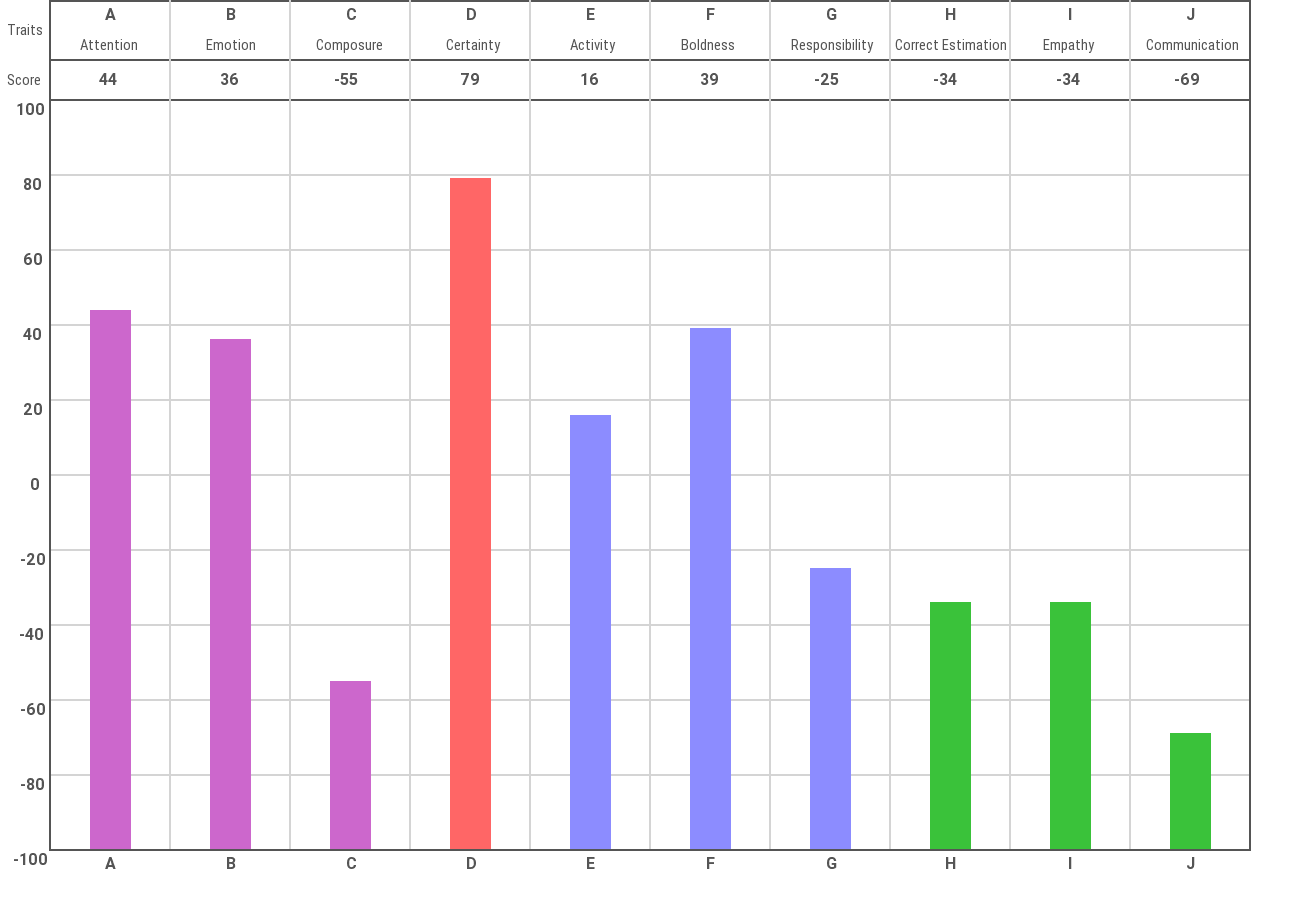 A B C D E F G H I J
Traits
Attention Emotion Composure Certainty Activity Boldness Responsibility Correct Estimation Empathy Communication
Score 44 36 -55 79 16 39 -25 -34 -34 -69
100
80
60
40
20
0
-20
-40
-60
-80
-100
A B C D E F G H I J